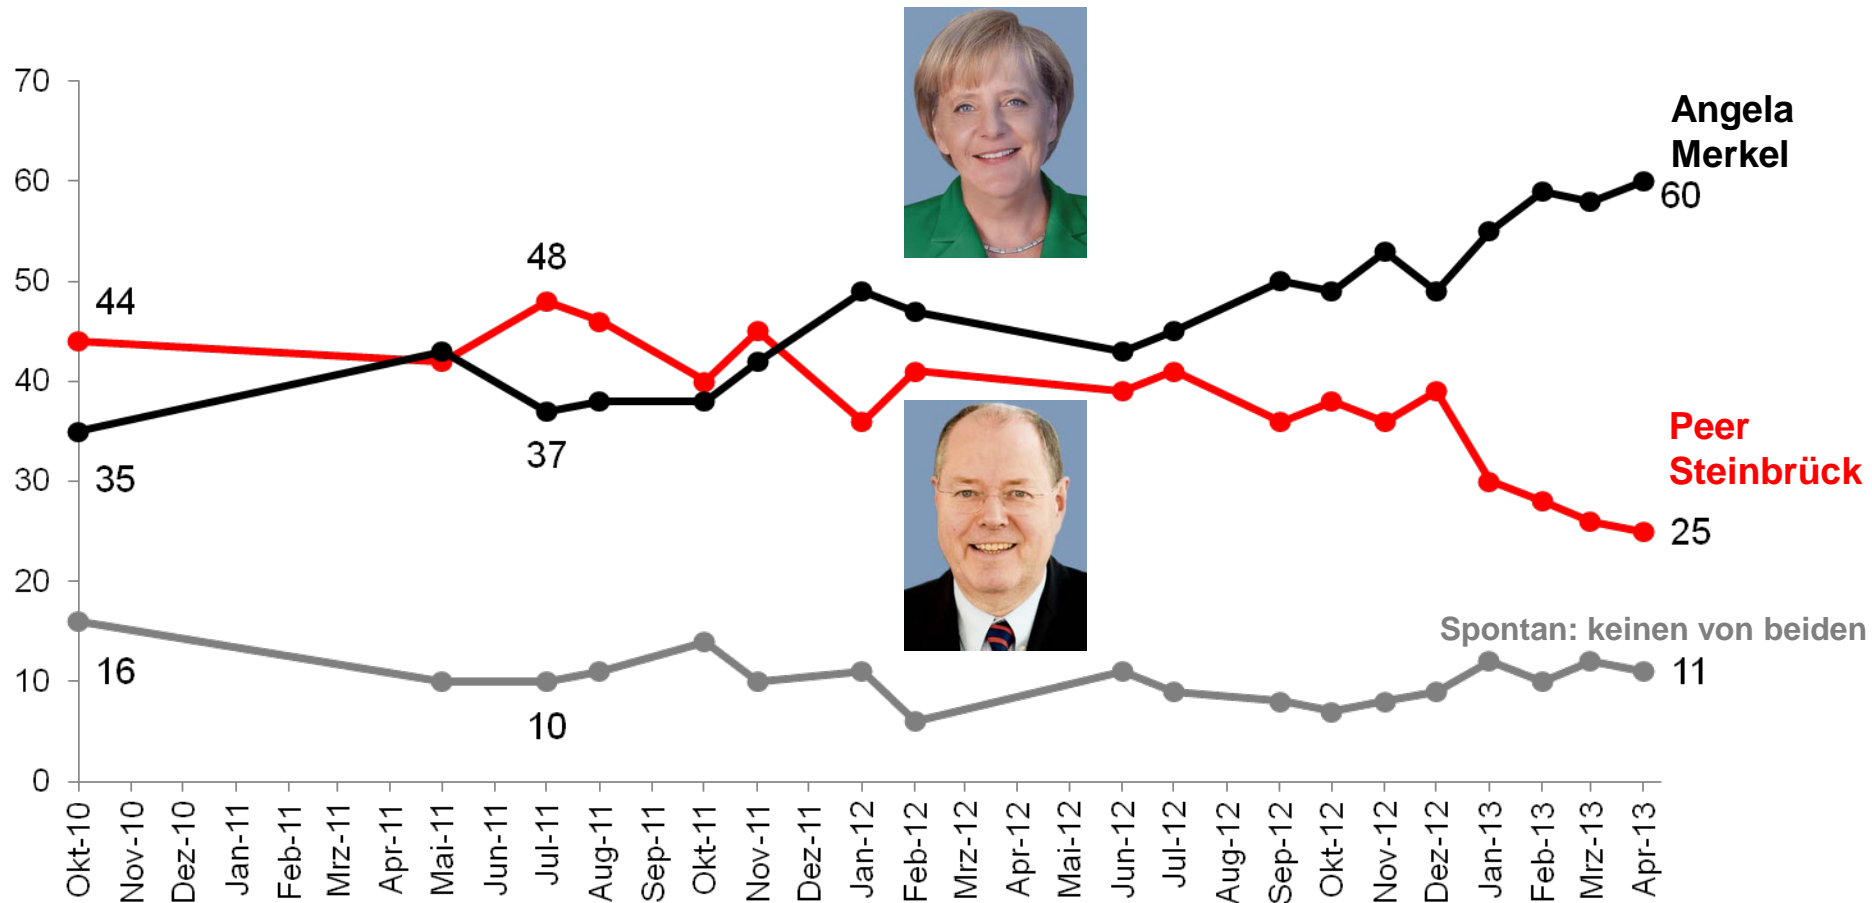 70
60
50
40
30
20
10
0
44
35
16
48
37
10
Angela
Merkel
60
Peer
Steinbrück
25
Spontan: keinen von beiden
11
Okt-10
Nov-10
Dez-10
Jan-11
Feb-11
Mrz-11
Apr-11
Mai-11
Jun-11
Jul-11
Aug-11
Sep-11
Okt-11
Nov-11
Dez-11
Jan-12
Feb-12
Mrz-12
Apr-12
Mai-12
Jun-12
Jul-12
Aug-12
Sep-12
Okt-12
Nov-12
Dez-12
Jan-13
Feb-13
Mrz-13
Apr-13